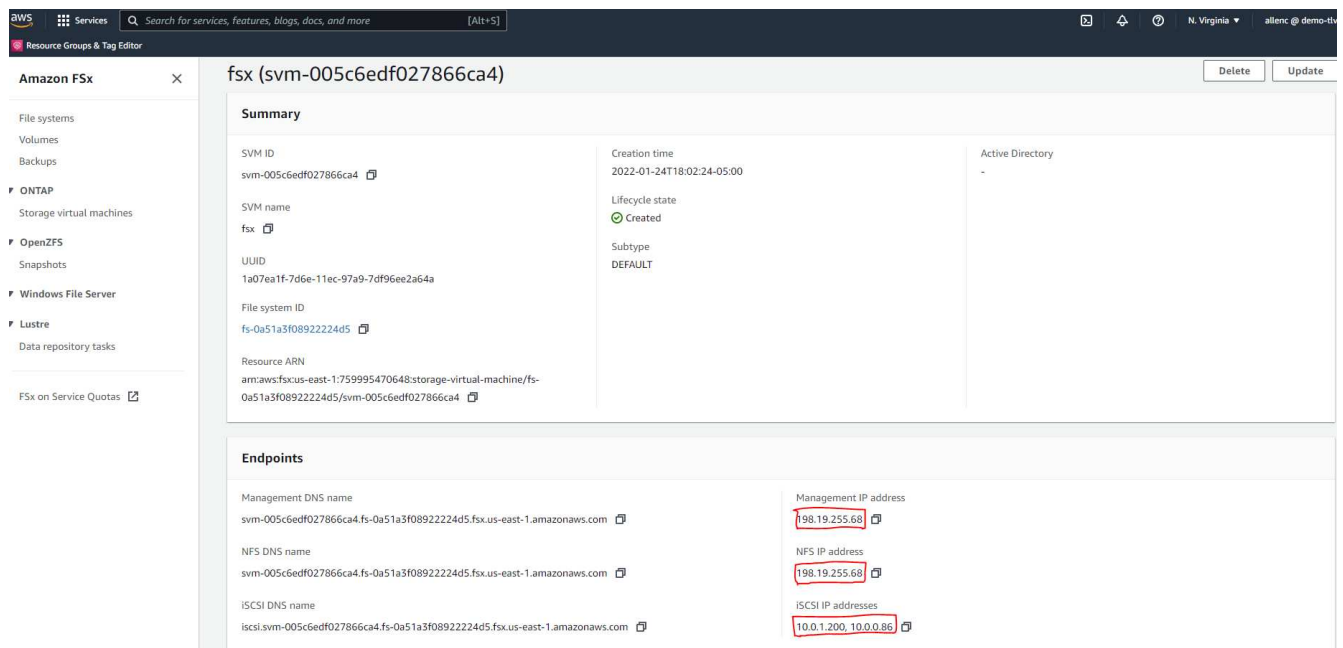 aws
Services
Search for services, features, blogs, docs, and more
[Alt+S]
N. Virginia ▼
allenc @ demo-tlv
Resource Groups & Tag Editor
Amazon FSx
File systems
Volumes
Backups
ONTAP
Storage virtual machines
OpenZFS
Snapshots
Windows File Server
Lustre
Data repository tasks
FSx on Service Quotas
fsx (svm-005c6edf027866ca4)
Delete
Update
Summary
SVM ID
svm-005c6edf027866ca4
SVM name
fsx
UUID
1a07ea1f-7d6e-11ec-97a9-7df96ee2a64a
File system ID
fs-0a51a3f08922224d5
Resource ARN
arn:aws:fsx:us-east-1:759995470648:storage-virtual-machine/fs-
0a51a3f08922224d5/svm-005c6edf027866ca4
Creation time
2022-01-24T18:02:24-05:00
Lifecycle state
Created
Subtype
DEFAULT
Active Directory
-
Endpoints
Management DNS name
svm-005c6edf027866ca4.fs-0a51a3f08922224d5.fsx.us-east-1.amazonaws.com
Management IP address
198.19.255.68
NFS DNS name
svm-005c6edf027866ca4.fs-0a51a3f08922224d5.fsx.us-east-1.amazonaws.com
NFS IP address
198.19.255.68
iSCSI DNS name
iscsi.svm-005c6edf027866ca4.fs-0a51a3f08922224d5.fsx.us-east-1.amazonaws.com
iSCSI IP addresses
10.0.1.200, 10.0.0.86